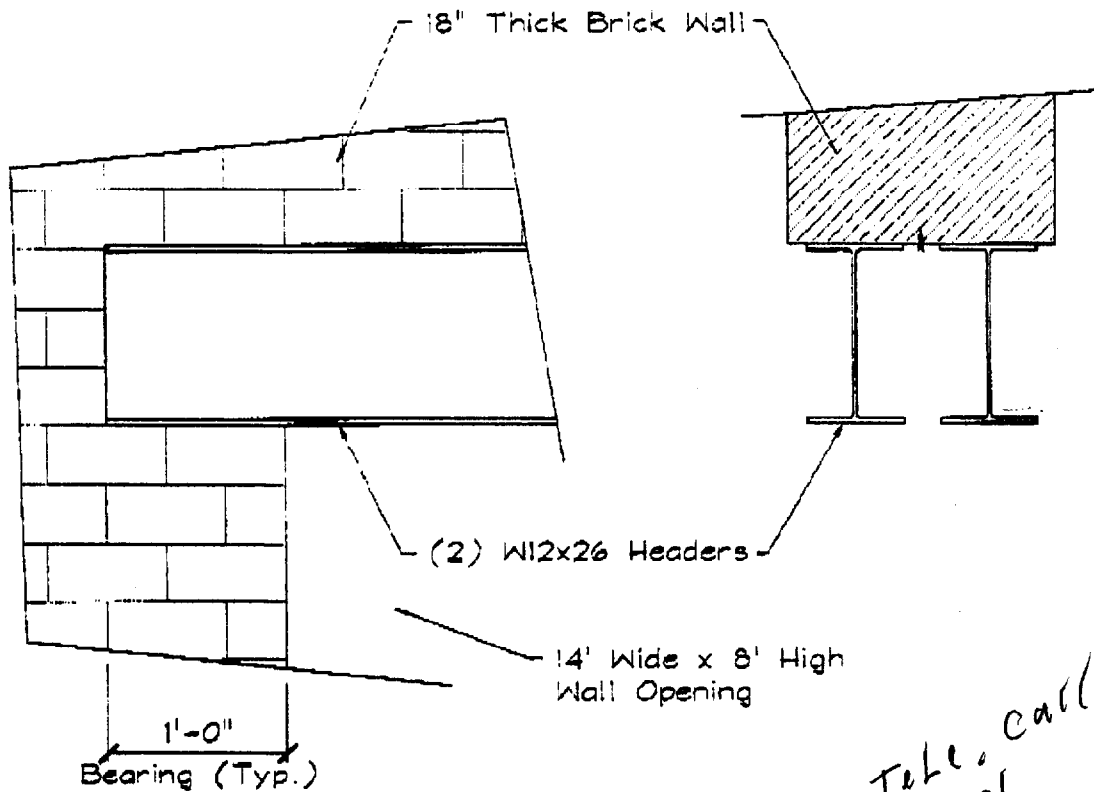 18" Thick Brick Wall
(2) W12x26 Headers
14' Wide x 8' High
Wall Opening
1'-0"
Bearing (Typ.)
Tele. call